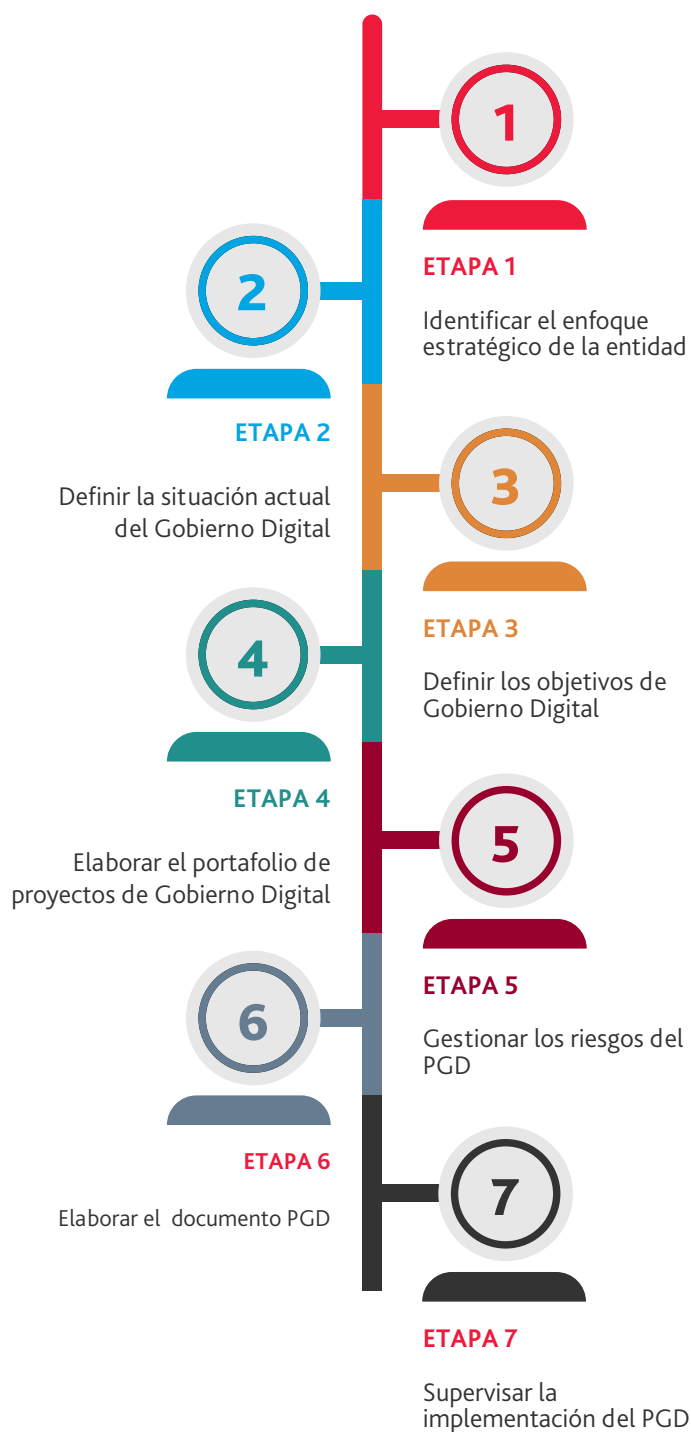 1
ETAPA 1
Identificar el enfoque
estratégico de la entidad
2
ETAPA 2
Definir la situación actual
del Gobierno Digital
3
ETAPA 3
Definir los objetivos de
Gobierno Digital
4
ETAPA 4
Elaborar el portafolio de
proyectos de Gobierno Digital
5
ETAPA 5
Gestionar los riesgos del
PGD
6
ETAPA 6
Elaborar el documento PGD
7
ETAPA 7
Supervisar la
implementación del PGD